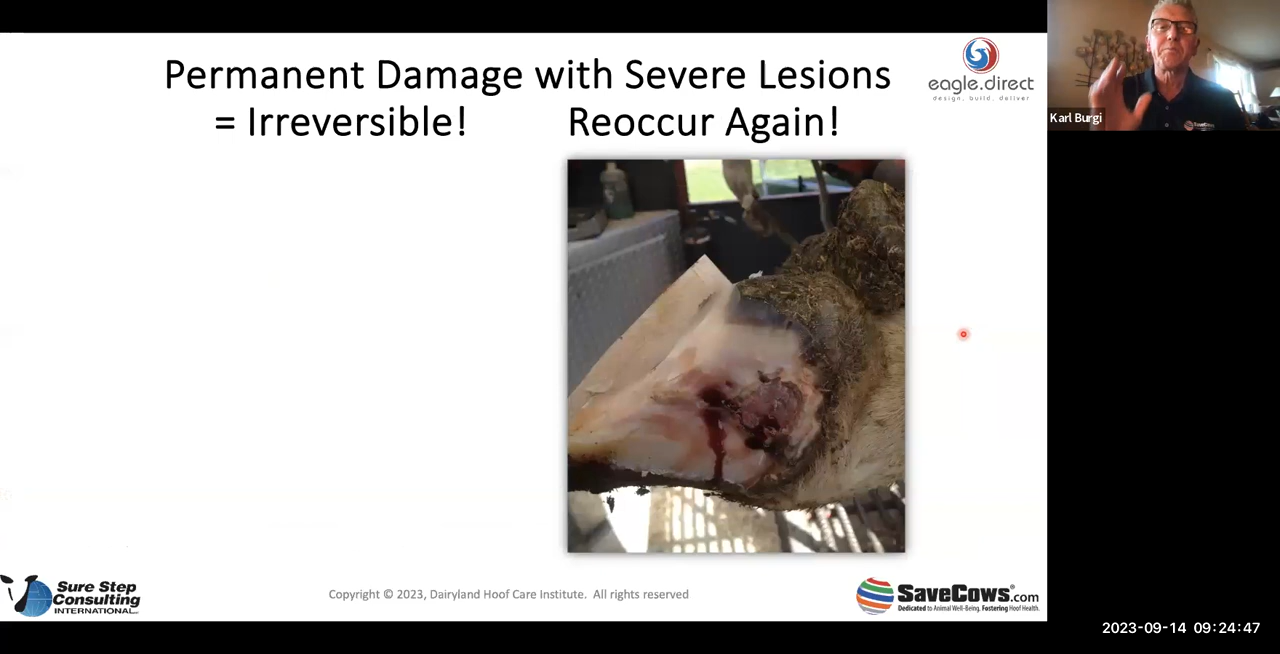 Permanent Damage with Severe Lesions
= Irreversible! Reoccur Again!
eagle.direct
design. build. deliver
Karl Burgi
SaveCows
Sure Step
Consulting
INTERNATIONAL
Copyright © 2023, Dairyland Hoof Care Institute. All rights reserved
SaveCows®.com
Dedicated to Animal Well-Being. Fostering Hoof Health.
2023-09-14 09:24:47